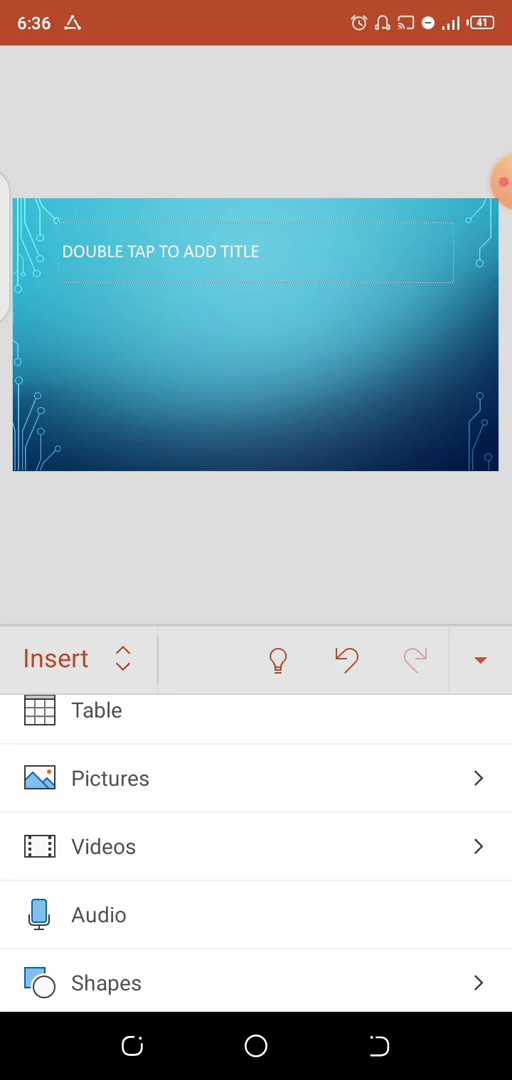 6:36
41
DOUBLE TAP TO ADD TITLE
Insert
Table
Pictures
Videos
Audio
Shapes